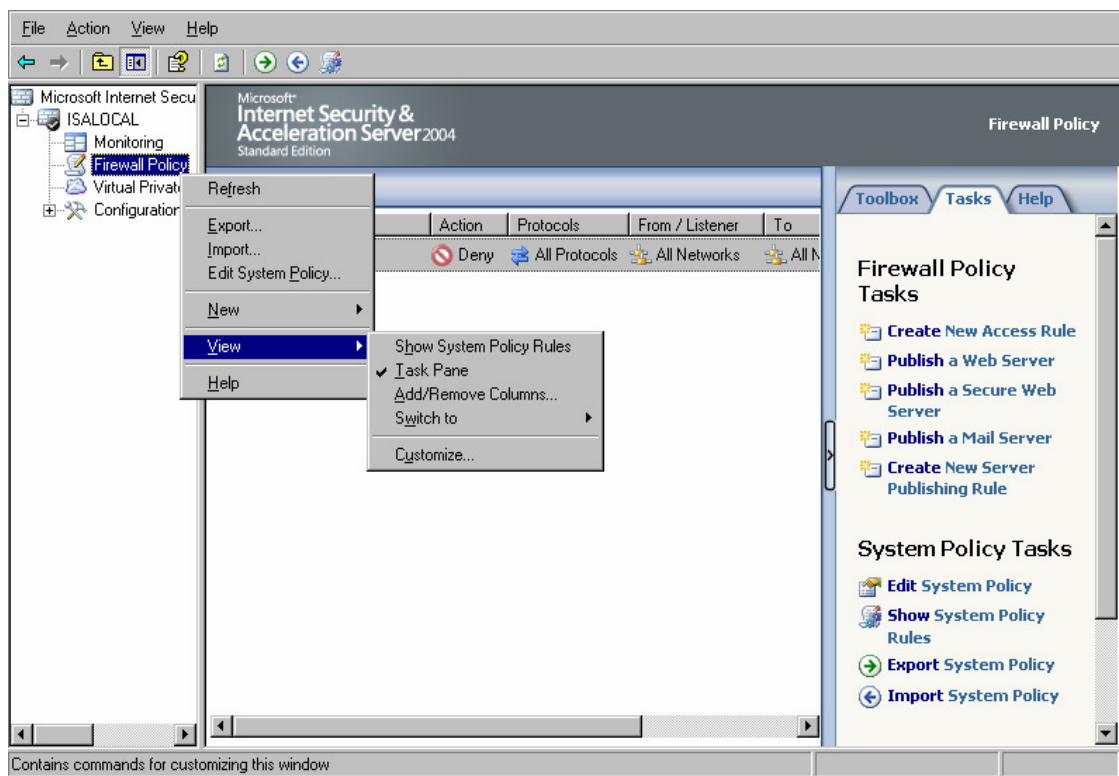 File Action View Help
Microsoft Internet Secu
ISALOCAL
Monitoring
Firewall Policy
Virtual Privat
Configuration
Microsoft
Internet Security &
Acceleration Server 2004
Standard Edition
Firewall Policy
Refresh
Export...
Import...
Edit System Policy...
New
View
Help
Show System Policy Rules
Task Pane
Add/Remove Columns...
Switch to
Customize...
Action Protocols From / Listener To
Deny All Protocols All Networks All N
Toolbox Tasks Help
Firewall Policy
Tasks
Create New Access Rule
Publish a Web Server
Publish a Secure Web
Server
Publish a Mail Server
Create New Server
Publishing Rule
System Policy Tasks
Edit System Policy
Show System Policy
Rules
Export System Policy
Import System Policy
Contains commands for customizing this window